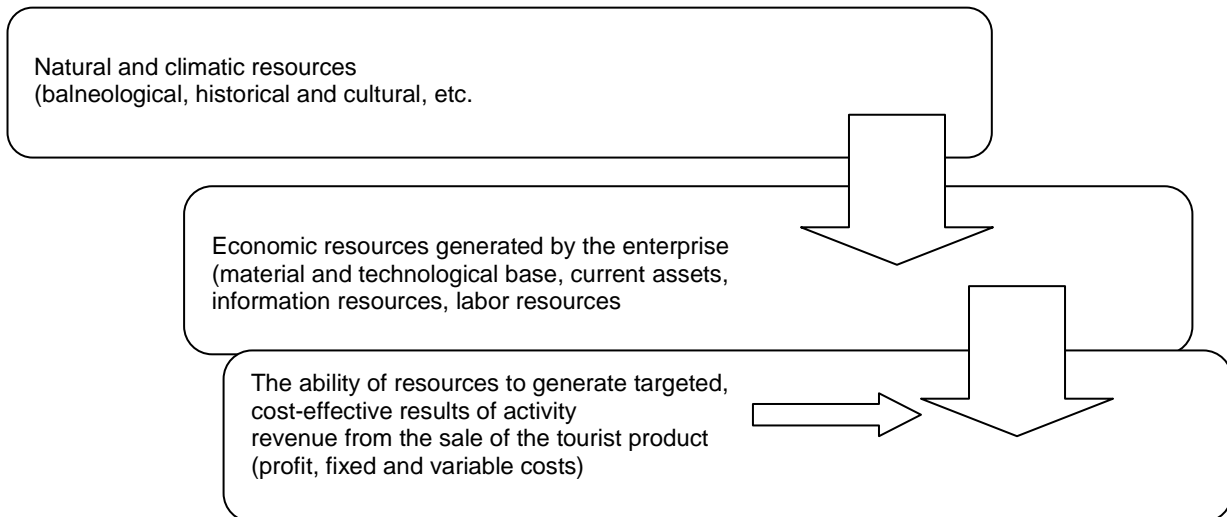 Natural and climatic resources
(balneological, historical and cultural, etc.
Economic resources generated by the enterprise
(material and technological base, current assets,
information resources, labor resources
The ability of resources to generate targeted,
cost-effective results of activity
revenue from the sale of the tourist product
(profit, fixed and variable costs)